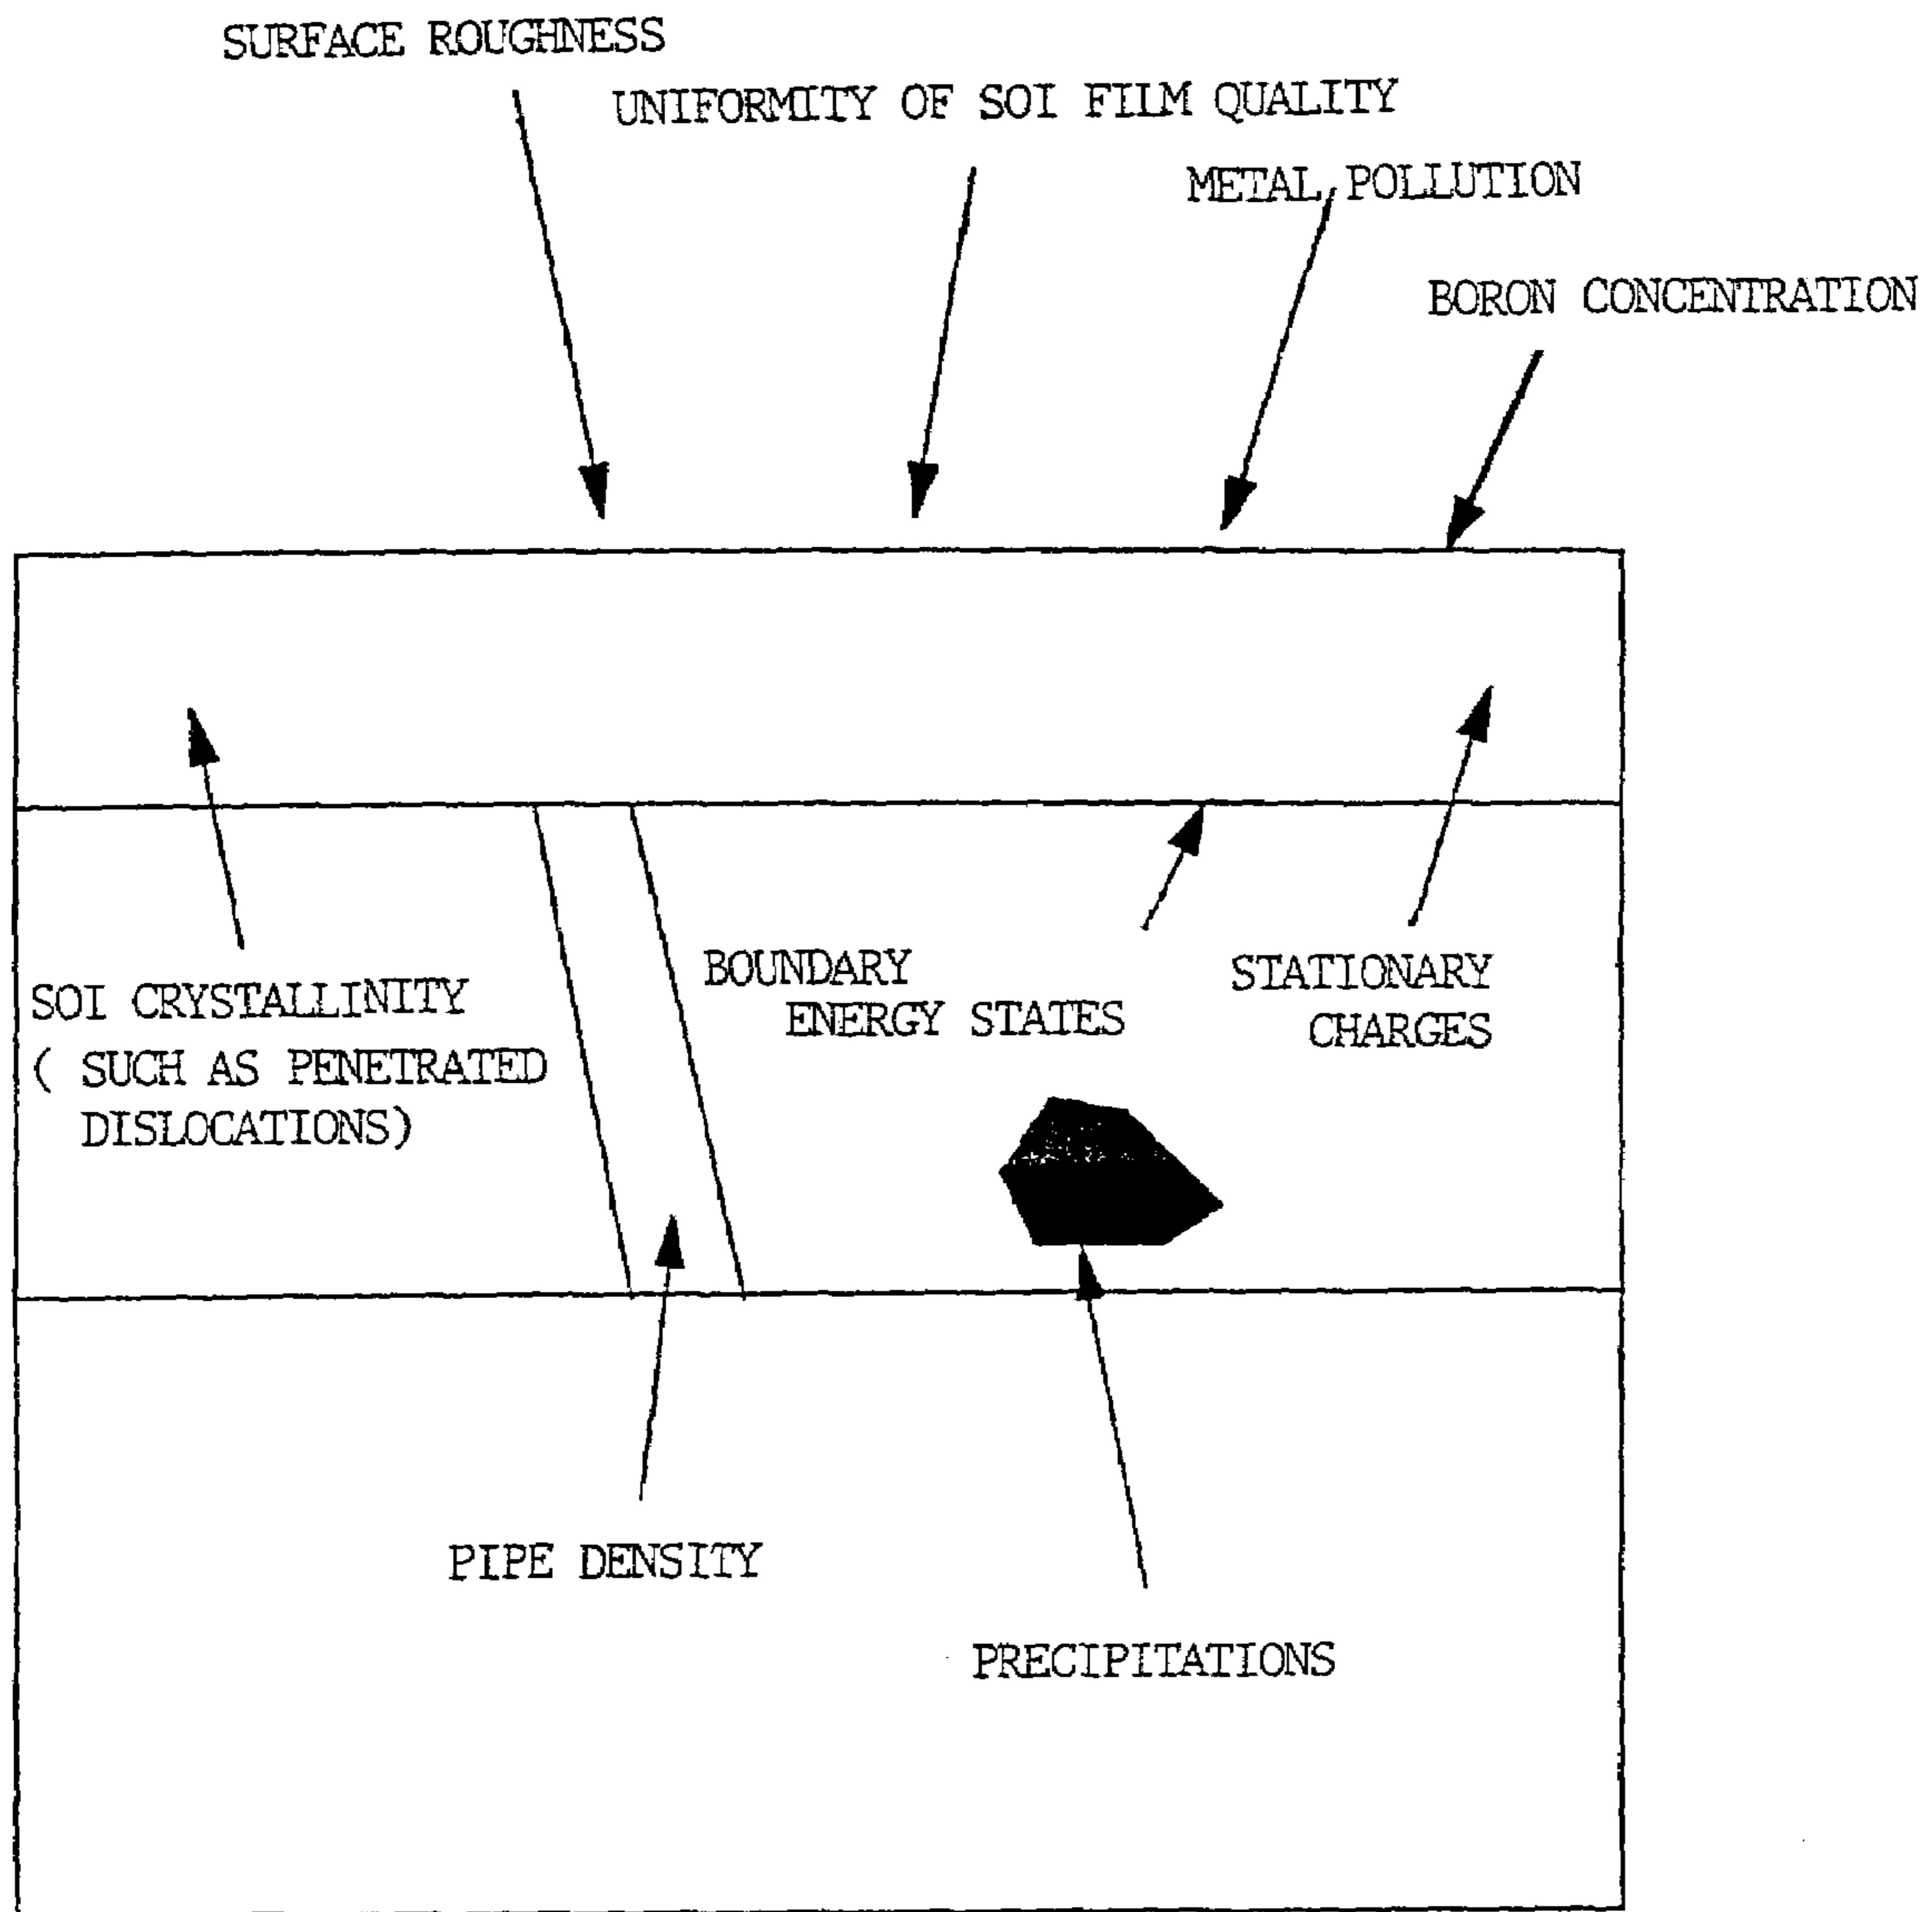 SURFACE ROUGHNESS
UNIFORMITY OF SOI FILM QUALITY
METAL POLLUTION
BORON CONCENTRATION
SOI CRYSTALLINITY
( SUCH AS PENETRATED
DISLOCATIONS)
BOUNDARY
ENERGY STATES
STATIONARY
CHARGES
PIPE DENSITY
PRECIPITATIONS